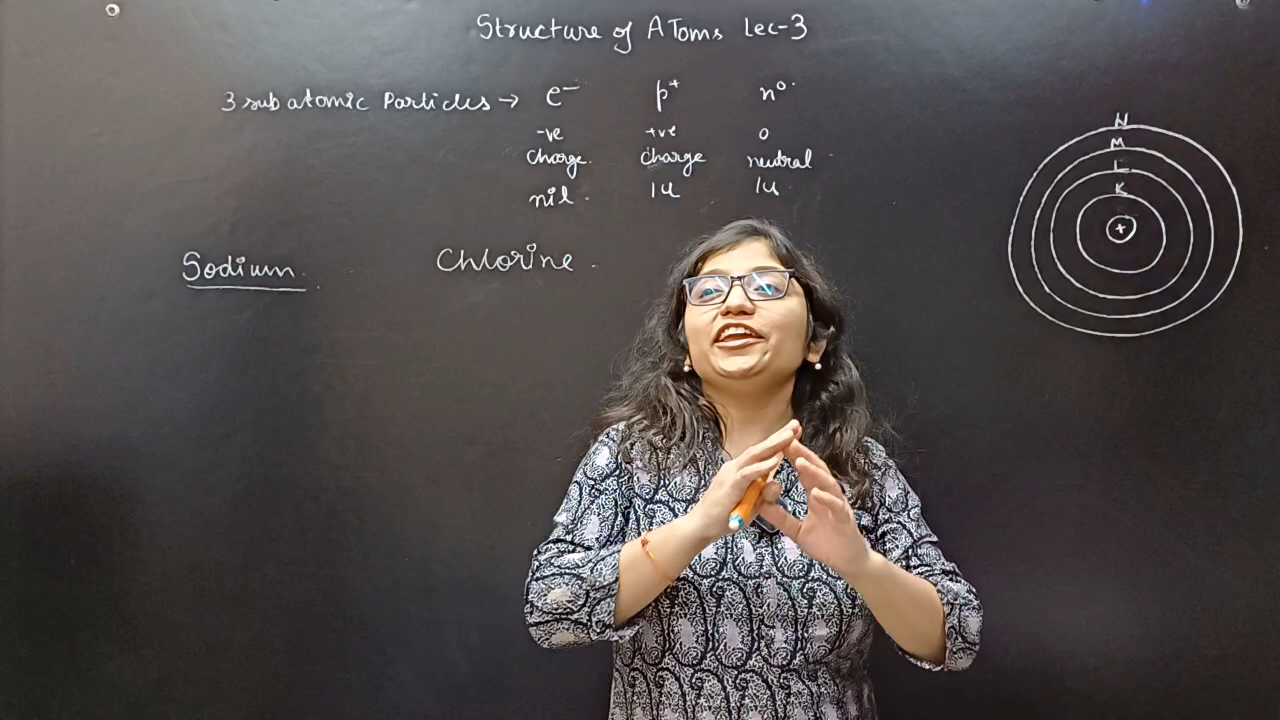 Structure of Atoms Lec-3
3 sub atomic Particles → e⁻ p⁺ n⁰
-ve +ve 0
charge. charge neutral
nil. 1u 1u
Sodium. Chlorine.
N
M
L
K
+